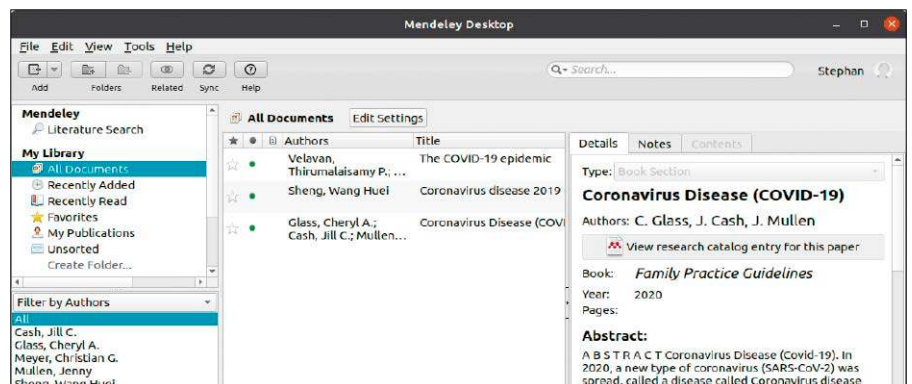 Mendeley Desktop
File Edit View Tools Help
Search...
Stephan
Add Folders Related Sync Help
Mendeley
Literature Search
My Library
All Documents
Recently Added
Recently Read
Favorites
My Publications
Unsorted
Create Folder...
Filter by Authors
All
Cash, Jill C.
Glass, Cheryl A.
Meyer, Christian G.
Mullen, Jenny
Sheng, Wang Huei
All Documents Edit Settings
Authors Title
Velavan, Thirumalaisamy P.; ... The COVID-19 epidemic
Sheng, Wang Huei Coronavirus disease 2019
Glass, Cheryl A.; Cash, Jill C.; Mullen... Coronavirus Disease (COVI
Details Notes Contents
Type: Book Section
Coronavirus Disease (COVID-19)
Authors: C. Glass, J. Cash, J. Mullen
View research catalog entry for this paper
Book: Family Practice Guidelines
Year: 2020
Pages:
Abstract:
A B S T R A C T Coronavirus Disease (Covid-19). In
2020, a new type of coronavirus (SARS-CoV-2) was
spread, called a disease called Coronavirus disease